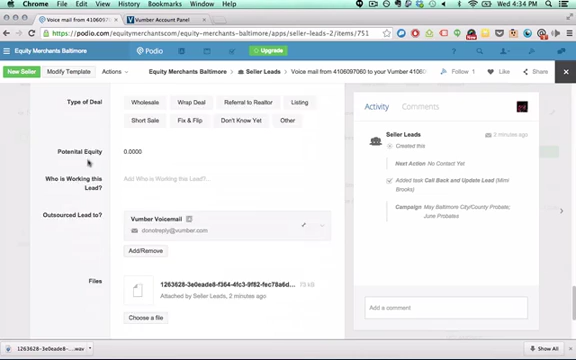 Chrome File Edit View History Bookmarks Window Help
Wed 4:34 PM
Voice mail from 41060970
Vumber Account Panel
https://podio.com/equitymerchantscom/equity-merchants-baltimore/apps/seller-leads-2/items/751
Equity Merchants Baltimore
Podio
Upgrade
New Seller
Modify Template
Actions
Equity Merchants Baltimore > Seller Leads > Voice mail from 4106097060 to your Vumber 41060
Follow 1
Like
Share
Type of Deal
Wholesale
Wrap Deal
Referral to Realtor
Listing
Short Sale
Fix & Flip
Don't Know Yet
Other
Potenital Equity
0.0000
Who is Working this
Lead?
Add Who is Working this Lead?...
Outsourced Lead to?
Vumber Voicemail
donotreply@vumber.com
Add/Remove
Files
1263628-3e0eade8-f364-4fc3-9f82-fec78a6d...
73 kB
Attached by Seller Leads, 2 minutes ago
Choose a file
Activity
Comments
Seller Leads
2 minutes ago
Created this
Next Action No Contact Yet
Added task Call Back and Update Lead (Mimi
Brooks)
Campaign May Baltimore City/County Probate;
June Probates
Add a comment
1263628-3e0eade8-....wav
Show All